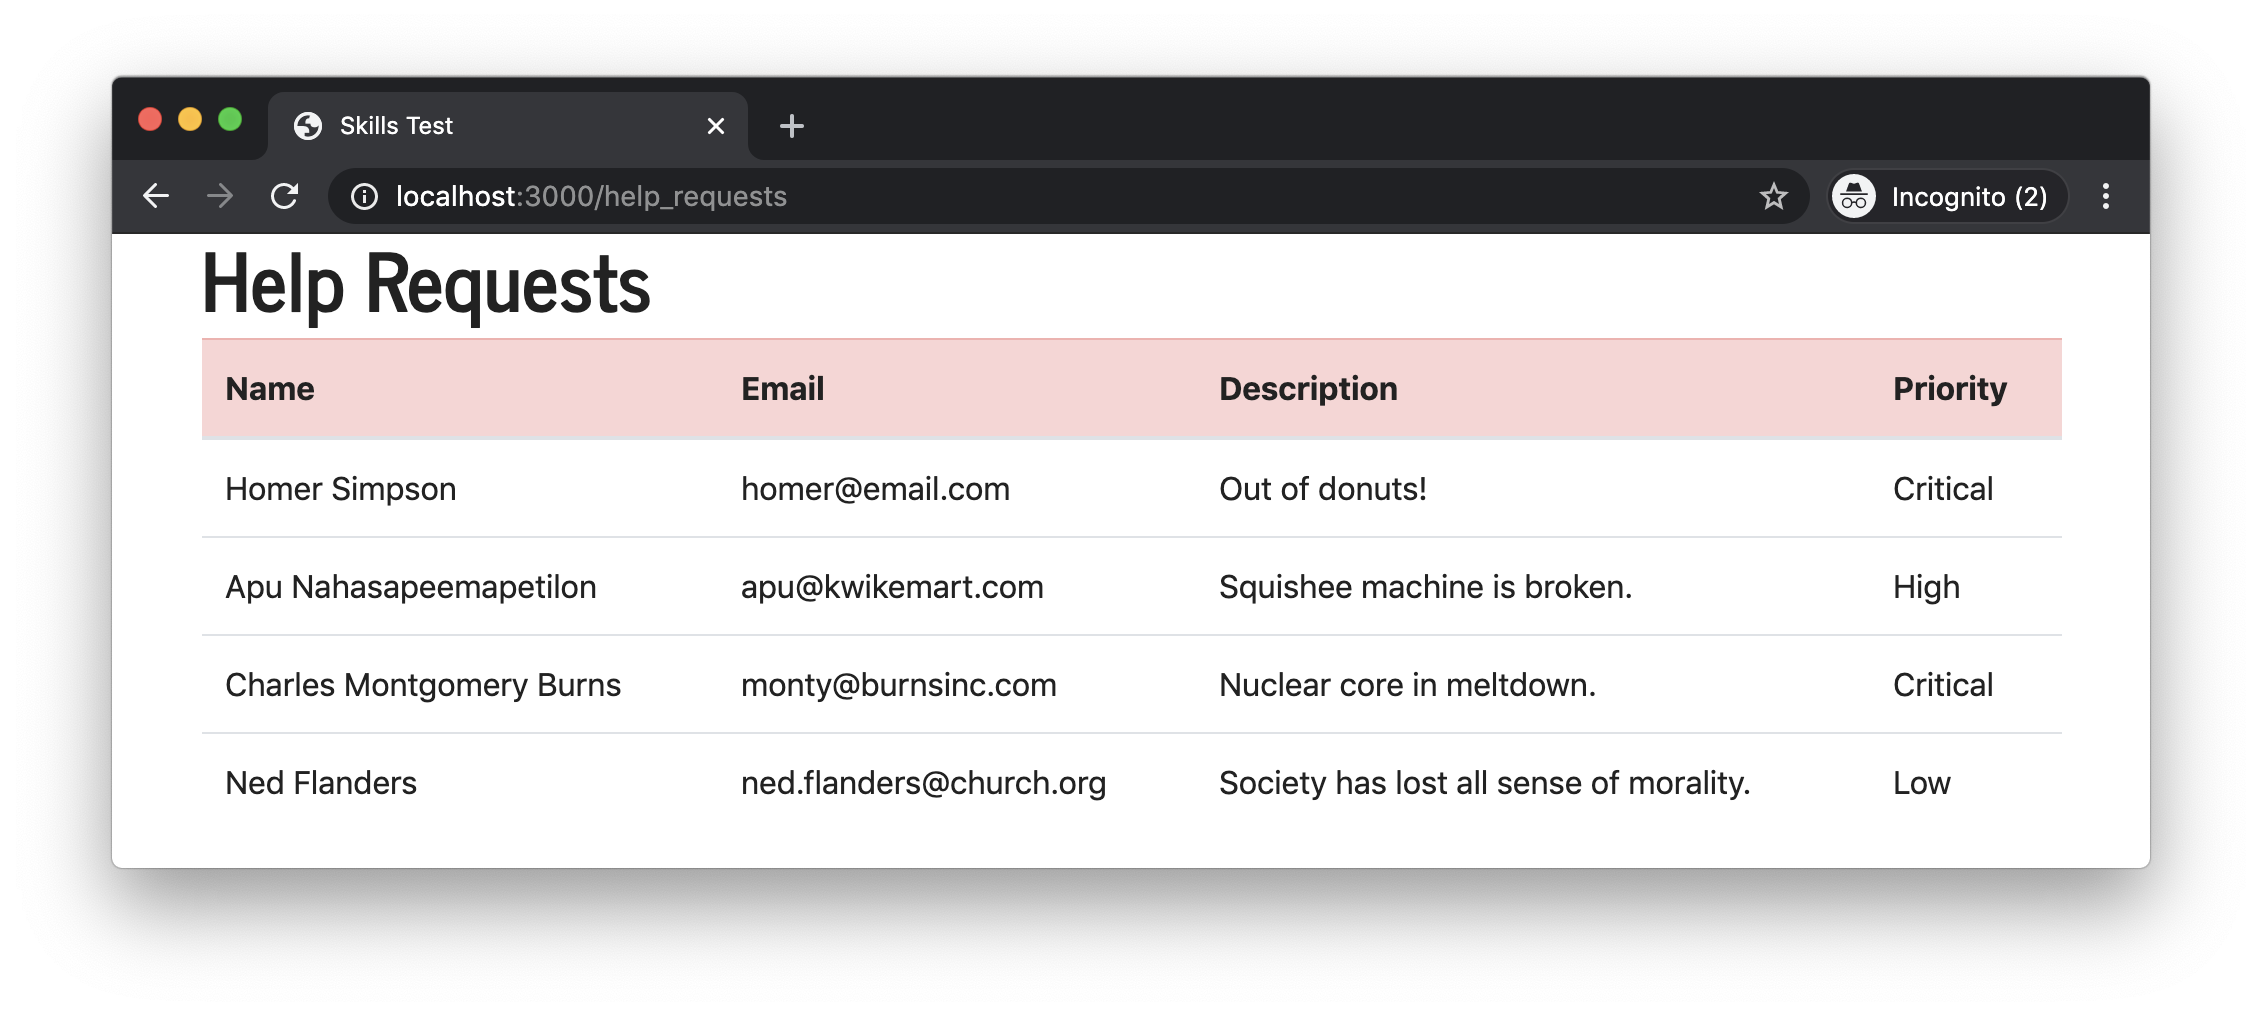 Skills Test
localhost:3000/help_requests
Incognito (2)
Help Requests
Name Email Description Priority
Homer Simpson homer@email.com Out of donuts! Critical
Apu Nahasapeemapetilon apu@kwikemart.com Squishee machine is broken. High
Charles Montgomery Burns monty@burnsinc.com Nuclear core in meltdown. Critical
Ned Flanders ned.flanders@church.org Society has lost all sense of morality. Low